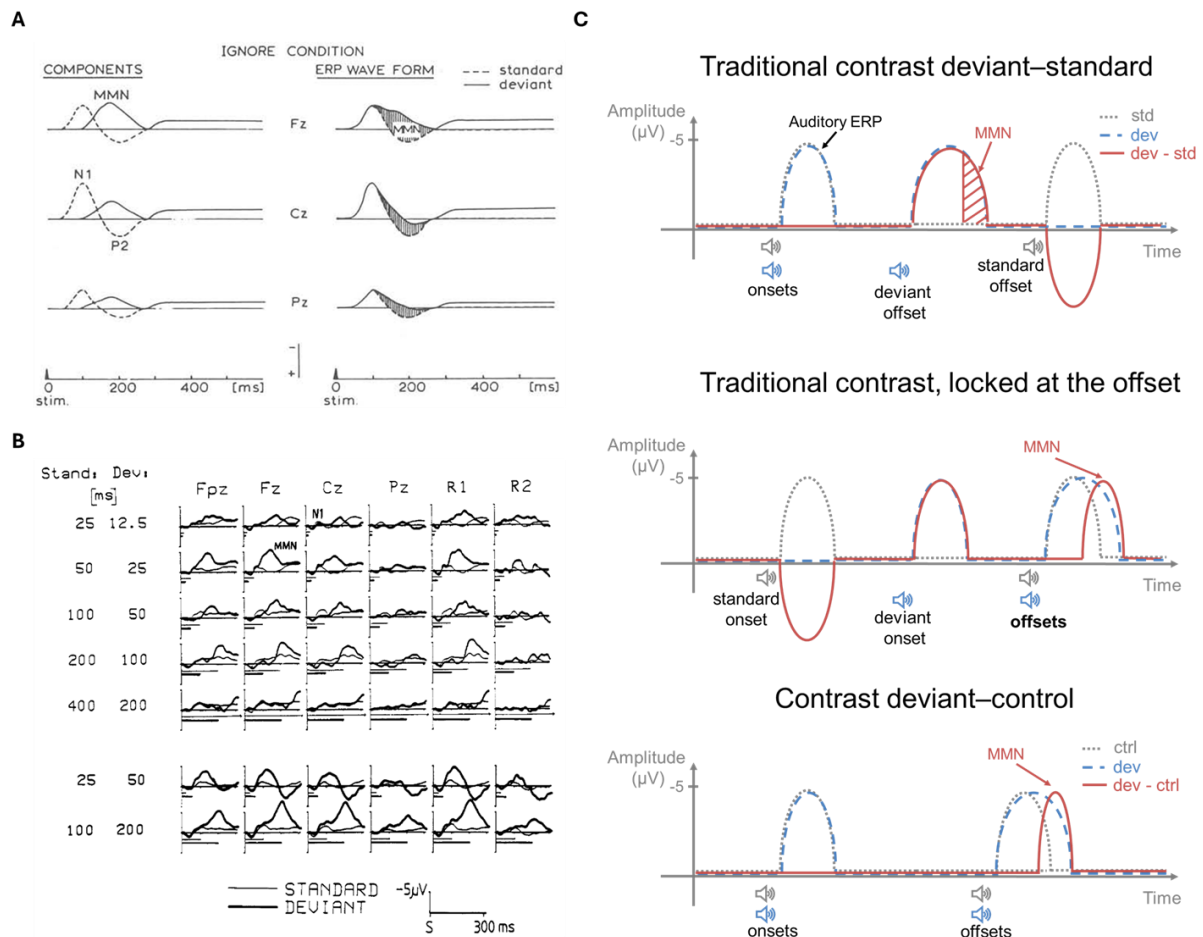 A
IGNORE CONDITION
COMPONENTS
ERP WAVE FORM
standard
deviant
MMN
Fz
MMN
N1
Cz
P2
Pz
−
+
0 200 400 [ms]
stim.
0 200 400 [ms]
stim.
B
Stand: Dev:
[ms]
Fpz Fz Cz Pz R1 R2
25 12.5
N1
50 25
MMN
100 50
200 100
400 200
25 50
100 200
STANDARD
DEVIANT
-5µV
S 300 ms
C
Traditional contrast deviant–standard
Amplitude
(µV)
-5
Auditory ERP
MMN
std
dev
dev - std
Time
onsets
deviant
offset
standard
offset
Traditional contrast, locked at the offset
Amplitude
(µV)
-5
MMN
Time
standard
onset
deviant
onset
offsets
Contrast deviant–control
Amplitude
(µV)
-5
MMN
ctrl
dev
dev - ctrl
Time
onsets
offsets